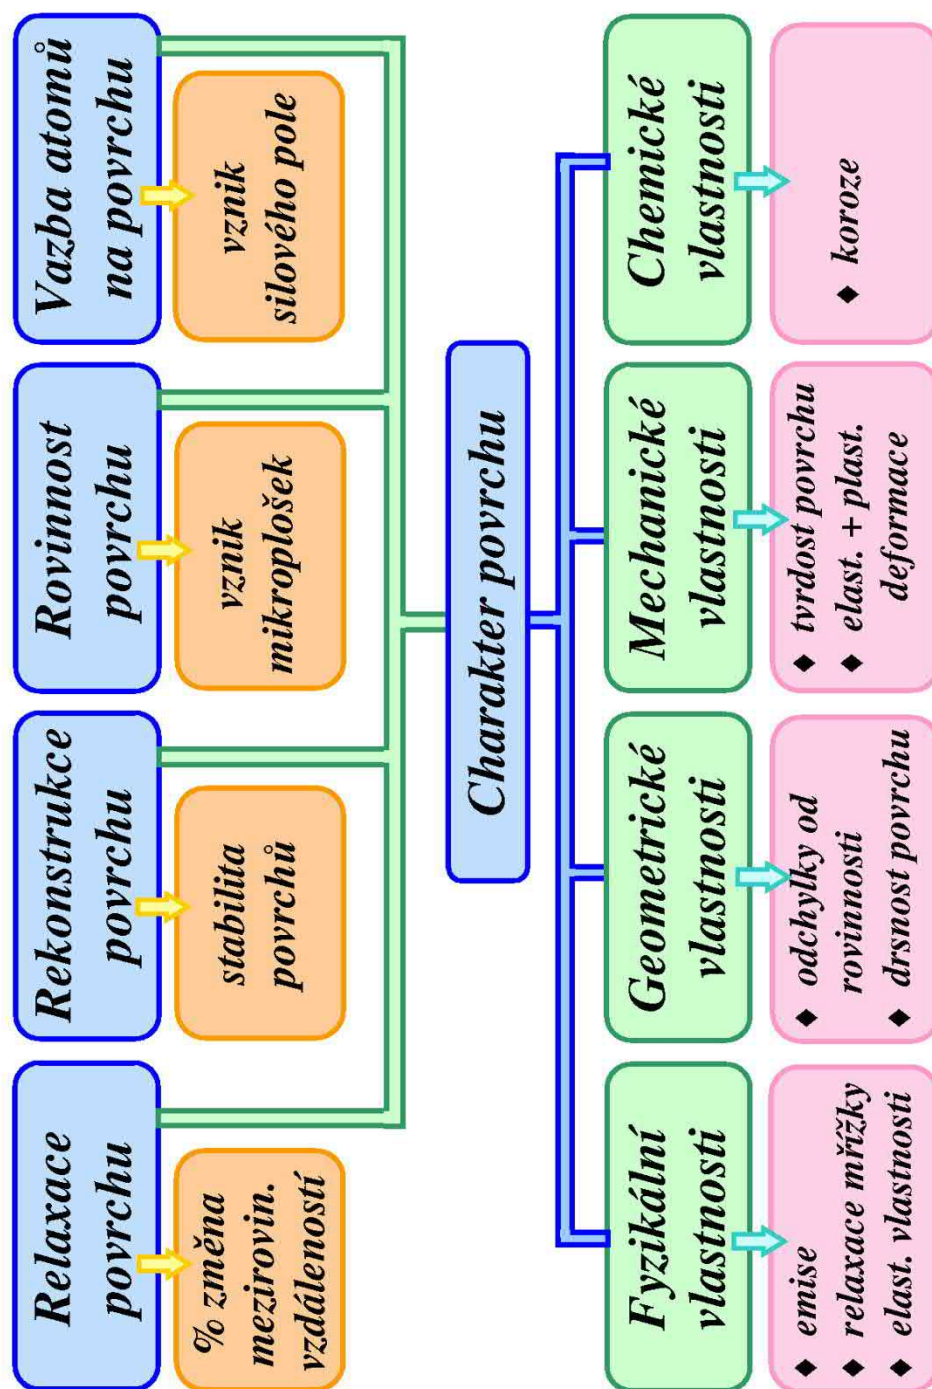 Relaxace
povrchu
% změna
mezirovin.
vzdáleností
Rekonstrukce
povrchu
stabilita
povrchů
Rovinnost
povrchu
vznik
mikroplošek
Vazba atomů
na povrchu
vznik
silového pole
Charakter povrchu
Fyzikální
vlastnosti
♦ emise
♦ relaxace mřížky
♦ elast. vlastnosti
Geometrické
vlastnosti
♦ odchylky od
rovinnosti
♦ drsnost povrchu
Mechanické
vlastnosti
♦ tvrdost povrchu
♦ elast. + plast.
deformace
Chemické
vlastnosti
♦ koroze